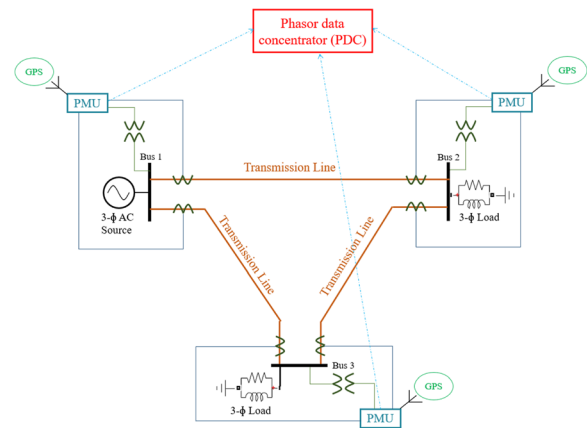 Phasor data
concentrator (PDC)
GPS
GPS
PMU
PMU
Bus 1
Bus 2
Transmission Line
3-ϕ AC
Source
3-ϕ Load
Transmission Line
Transmission Line
Bus 3
GPS
3-ϕ Load
PMU